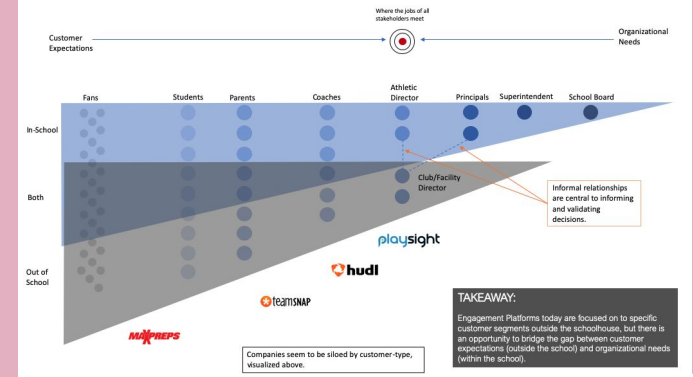 Where the jobs of all
stakeholders meet
Customer
Expectations
Organizational
Needs
Fans
Students
Parents
Coaches
Athletic
Director
Principals
Superintendent
School Board
In-School
Both
Out of
School
Club/Facility
Director
Informal relationships
are central to informing
and validating
decisions.
playsight
hudl
teamSNAP
MAXPREPS
Companies seem to be siloed by customer-type,
visualized above.
TAKEAWAY:
Engagement Platforms today are focused on to specific
customer segments outside the schoolhouse, but there is
an opportunity to bridge the gap between customer
expectations (outside the school) and organizational needs
(within the school).